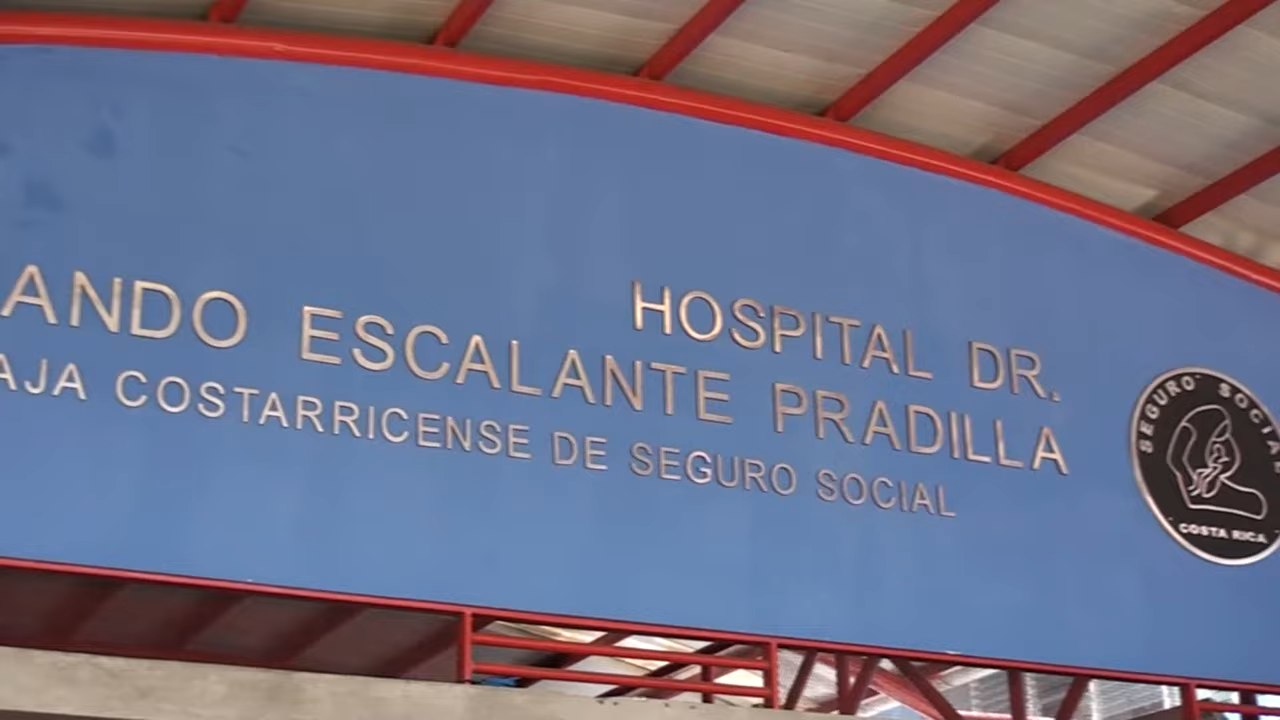 HOSPITAL DR.
ANDO ESCALANTE PRADILLA
AJA COSTARRICENSE DE SEGURO SOCIAL
SEGURO SOCIAL
COSTA RICA